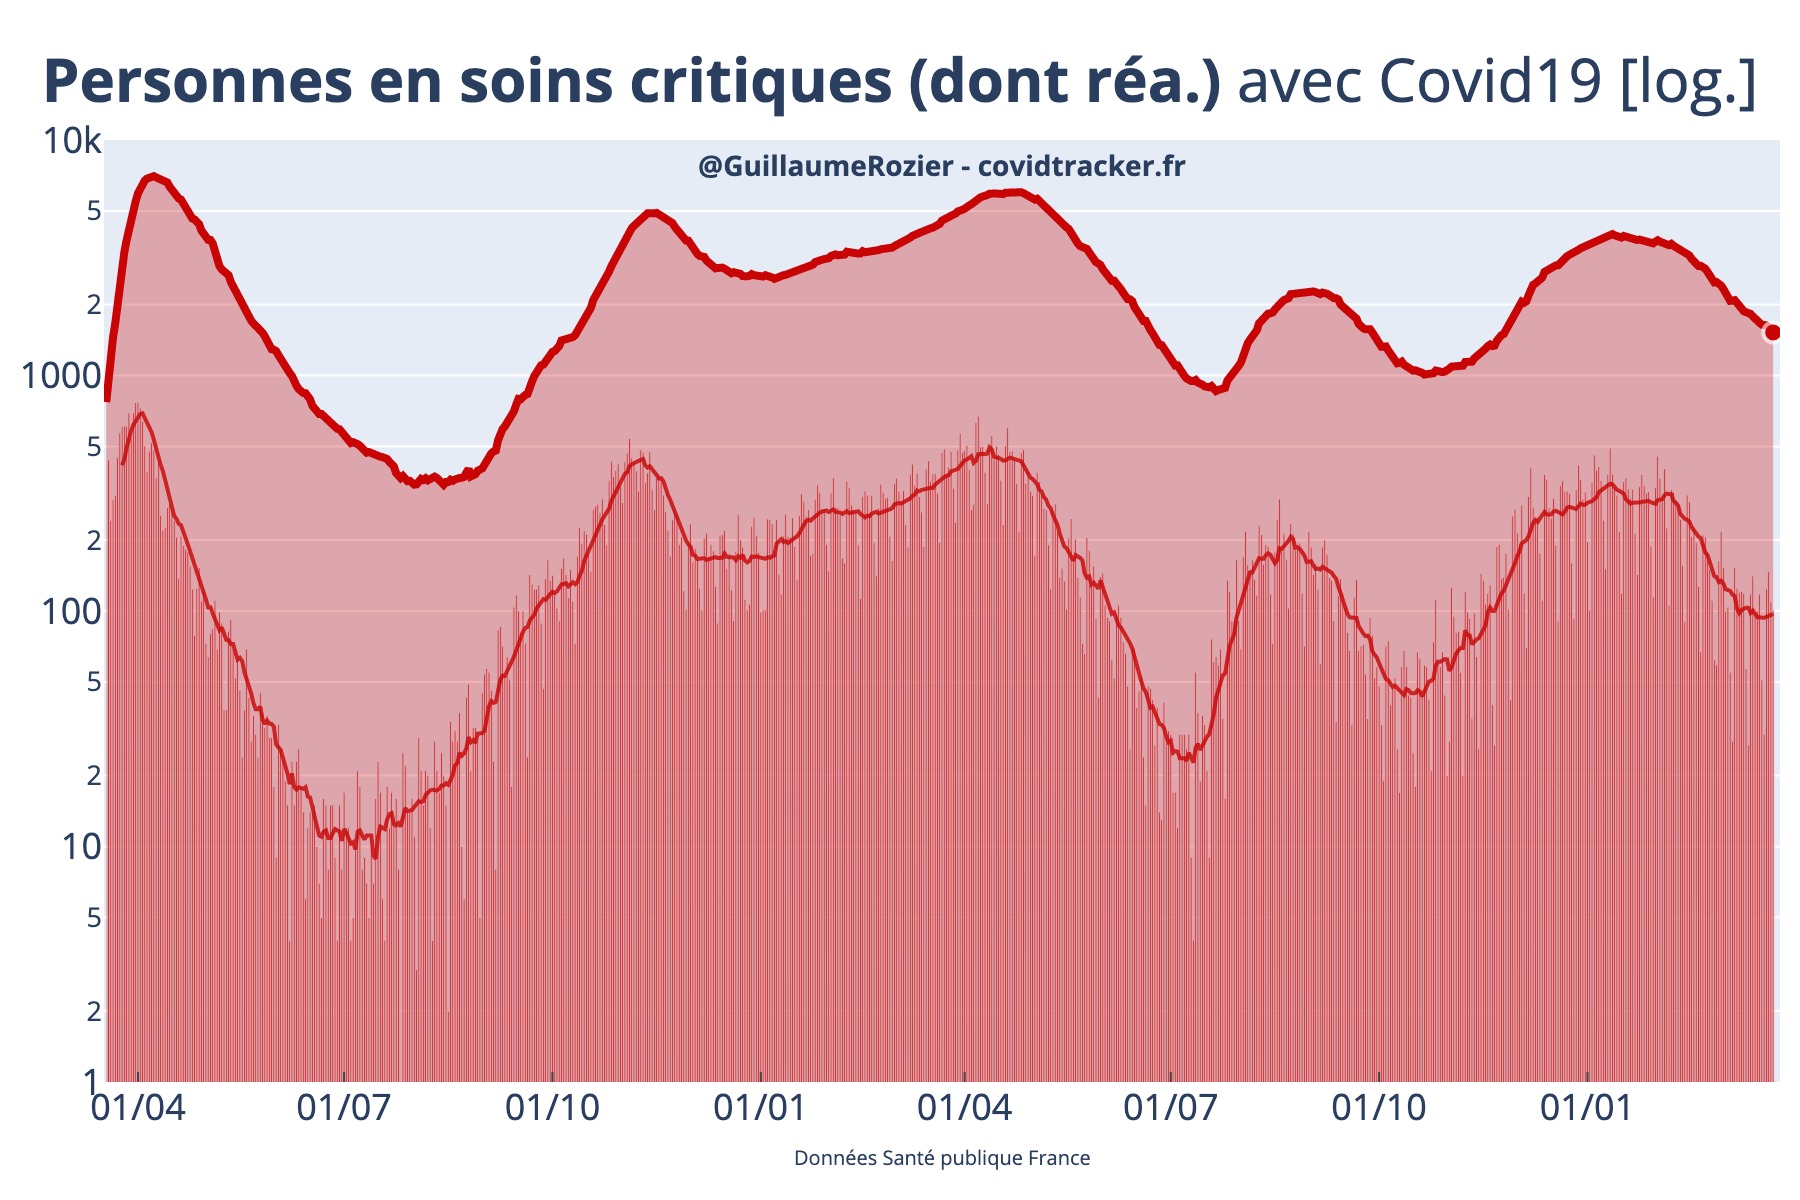 Personnes en soins critiques (dont réa.) avec Covid19 [log.]
@GuillaumeRozier - covidtracker.fr
10k
5
2
1000
5
2
100
5
2
10
5
2
1
01/04 01/07 01/10 01/01 01/04 01/07 01/10 01/01
Données Santé publique France